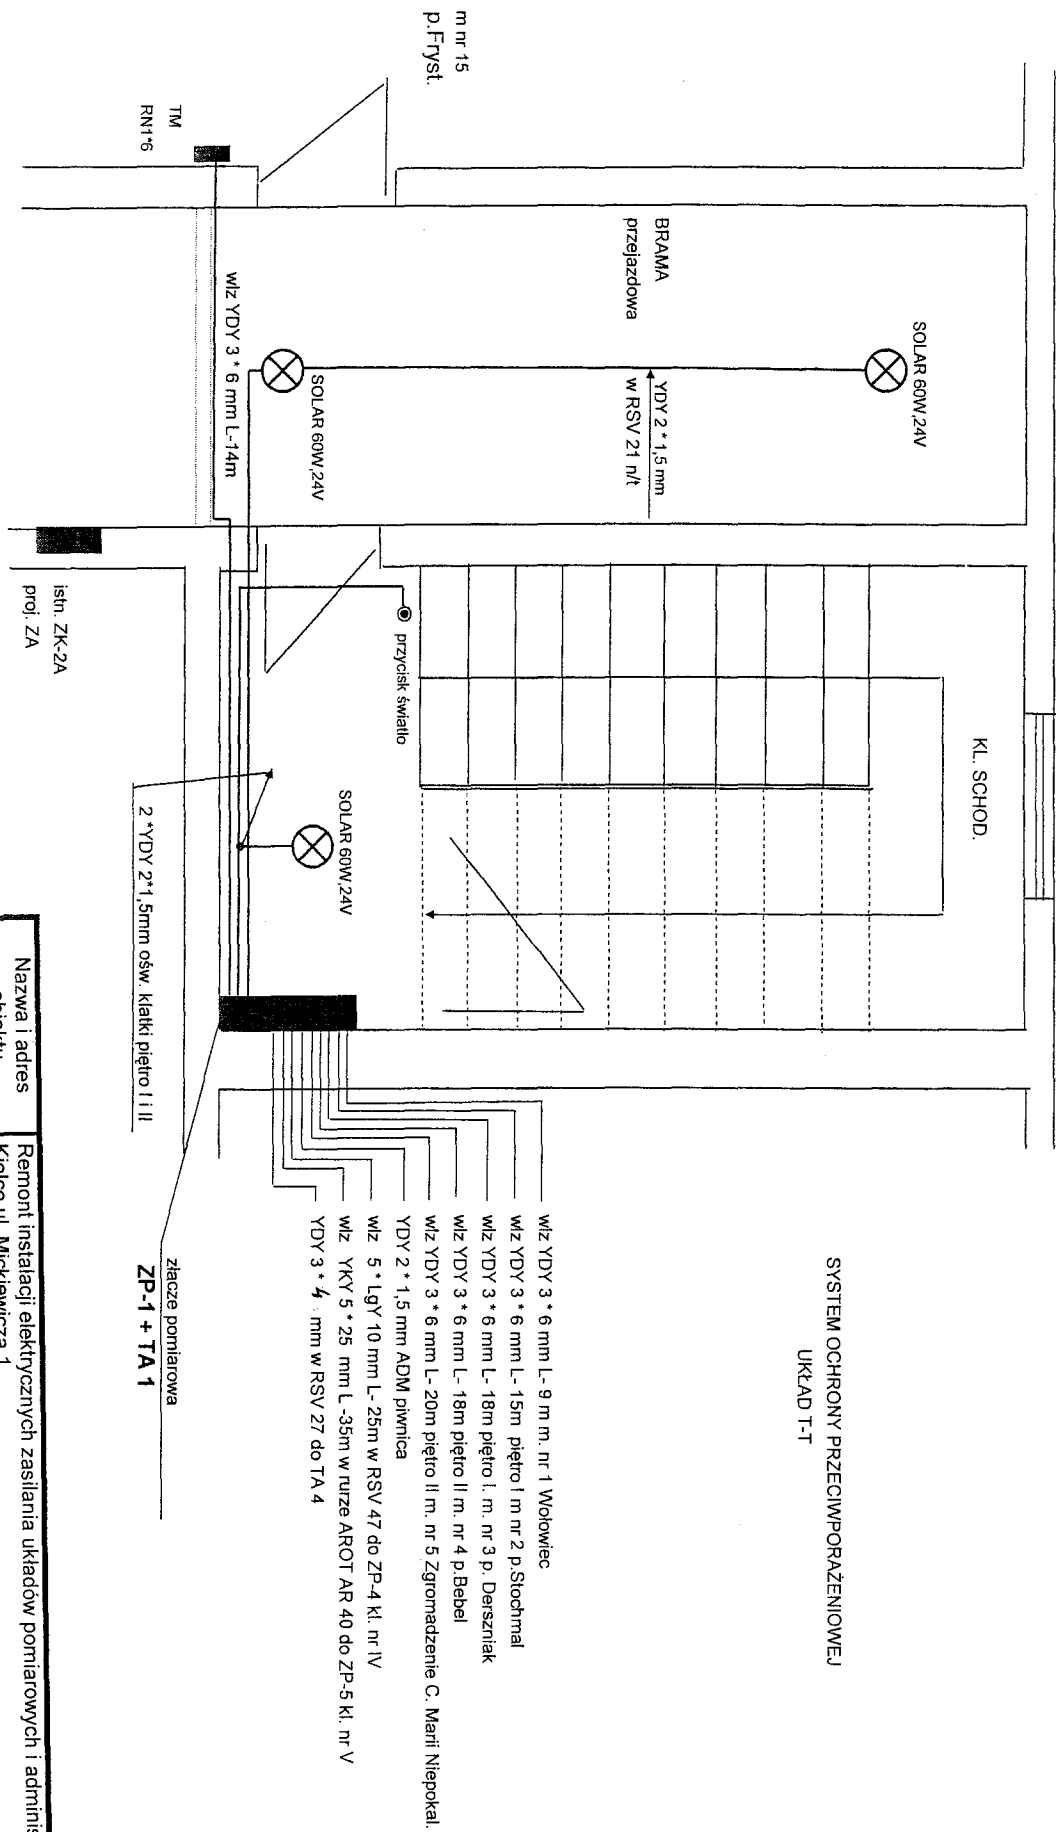 m nr 15
p.Fryst.
TM
RN1*6
BRAMA
przejazdowa
SOLAR 60W,24V
YDY 2 * 1,5 mm
w RSV 21 n/t
SOLAR 60W,24V
wlz YDY 3 * 6 mm L-14m
istn. ZK-2A
proj. ZA
KL. SCHOD.
przycisk światło
SOLAR 60W,24V
2 *YDY 2*1,5mm ośw. klatki piętro I i II
SYSTEM OCHRONY PRZECIWPORAŻENIOWEJ
UKŁAD T-T
wlz YDY 3 * 6 mm L- 9 m m. nr 1 Wołowiec
wlz YDY 3 * 6 mm L- 15m piętro I m nr 2 p.Stochmal
wlz YDY 3 * 6 mm L- 18m piętro I. m. nr 3 p. Derszniak
wlz YDY 3 * 6 mm L- 18m piętro II m. nr 4 p.Bebel
wlz YDY 3 * 6 mm L- 20m piętro II m. nr 5 Zgromadzenie C. Marii Niepokal.
YDY 2 * 1,5 mm ADM piwnica
wlz 5 * LgY 10 mm L- 25m w RSV 47 do ZP-4 kl. nr IV
wlz YKY 5 * 25 mm L -35m w rurze AROT AR 40 do ZP-5 kl. nr V
YDY 3 * 4 mm w RSV 27 do TA 4
złacze pomiarowa
ZP-1 + TA 1
Nazwa i adres
obiektu
Remont instalacji elektrycznych zasilania układów pomiarowych i adminis
Kielce ul. Mickiewicza 1